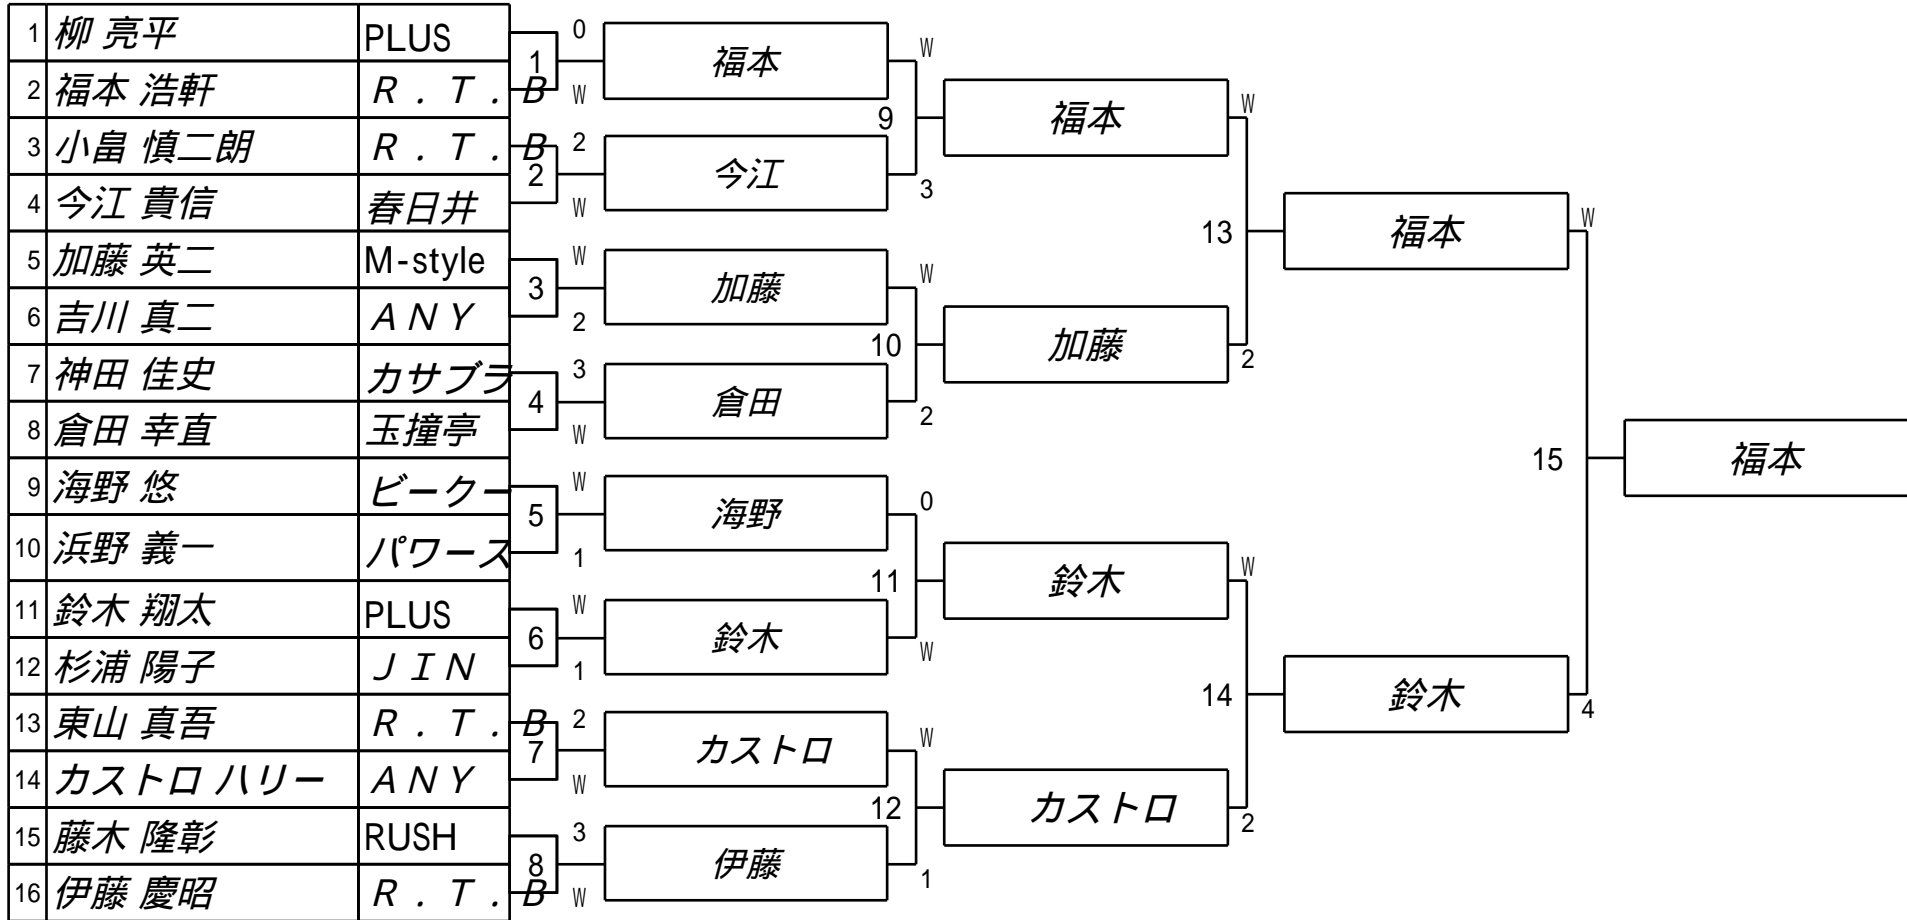 1 柳 亮平 PLUS
2 福本 浩軒 R．T．B
3 小畠 慎二朗 R．T．B
4 今江 貴信 春日井
5 加藤 英二 M-style
6 吉川 真二 ANY
7 神田 佳史 カサブラ
8 倉田 幸直 玉撞亭
9 海野 悠 ビークー
10 浜野 義一 パワーズ
11 鈴木 翔太 PLUS
12 杉浦 陽子 JIN
13 東山 真吾 R．T．B
14 カストロ ハリー ANY
15 藤木 隆彰 RUSH
16 伊藤 慶昭 R．T．B
1 0 W
2 2 W
3 W 2
4 3 W
5 W 1
6 W 1
7 2 W
8 3 W
福本 W
9
今江 3
加藤 W
10
倉田 2
海野 0
11
鈴木 W
カストロ W
12
伊藤 1
福本 W
13
加藤 2
鈴木 W
14
カストロ 2
福本 W
15
鈴木 4
福本